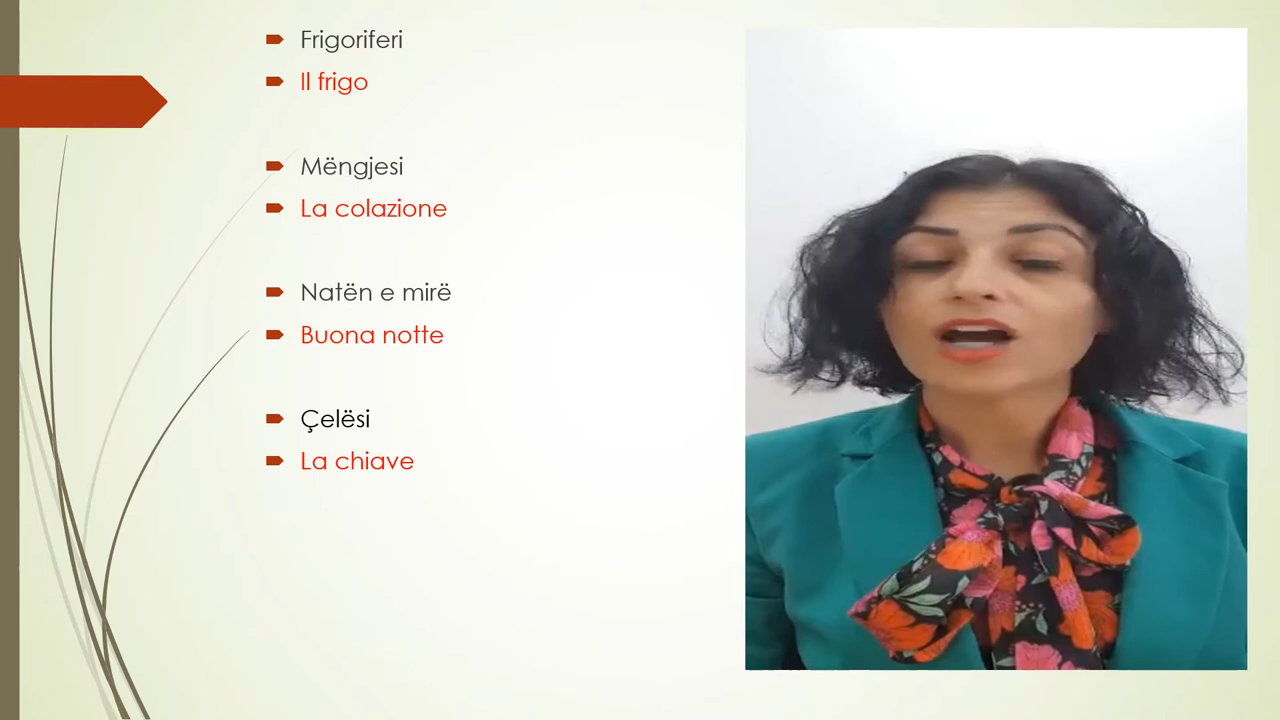 Frigoriferi
Il frigo
Mëngjesi
La colazione
Natën e mirë
Buona notte
Çelësi
La chiave